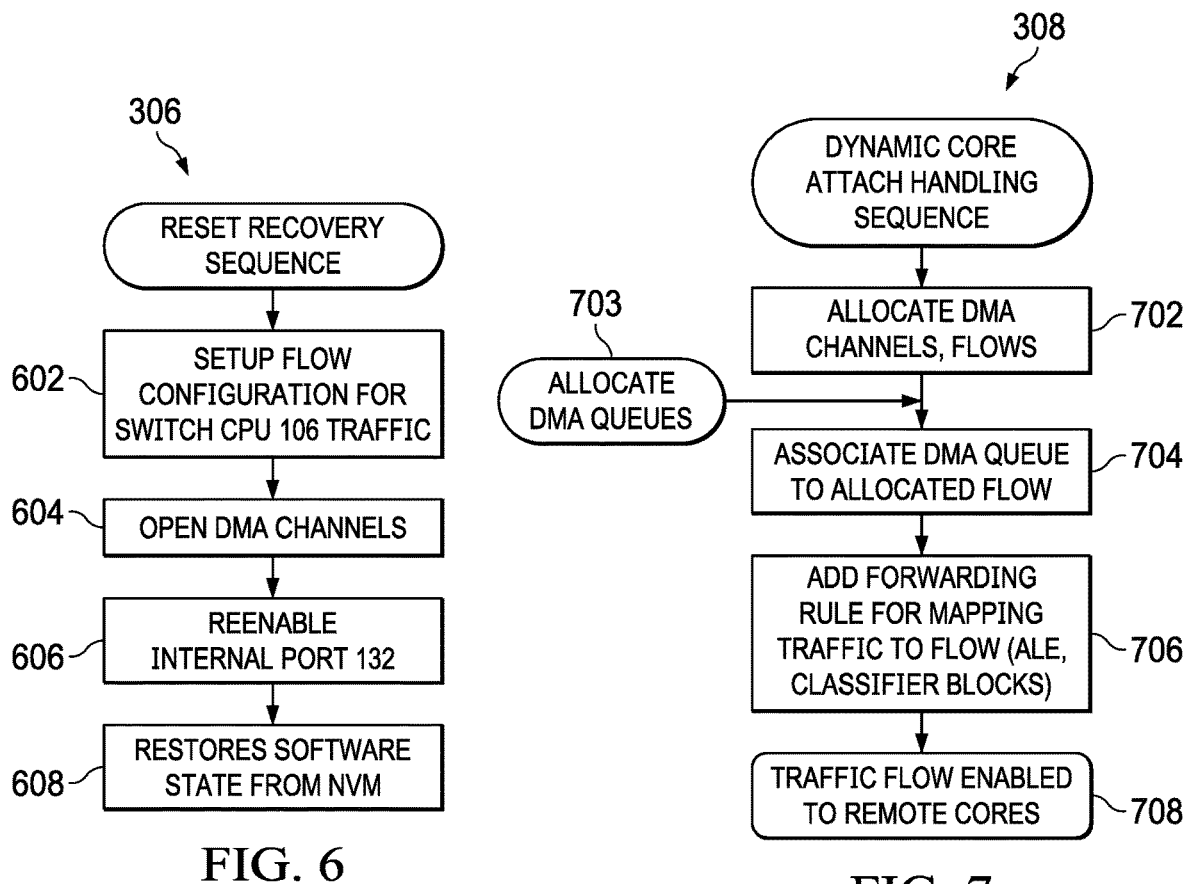 306
RESET RECOVERY
SEQUENCE
602
SETUP FLOW
CONFIGURATION FOR
SWITCH CPU 106 TRAFFIC
604
OPEN DMA CHANNELS
606
REENABLE
INTERNAL PORT 132
608
RESTORES SOFTWARE
STATE FROM NVM
FIG. 6
308
DYNAMIC CORE
ATTACH HANDLING
SEQUENCE
702
ALLOCATE DMA
CHANNELS, FLOWS
703
ALLOCATE
DMA QUEUES
704
ASSOCIATE DMA QUEUE
TO ALLOCATED FLOW
706
ADD FORWARDING
RULE FOR MAPPING
TRAFFIC TO FLOW (ALE,
CLASSIFIER BLOCKS)
708
TRAFFIC FLOW ENABLED
TO REMOTE CORES
FIG. 7